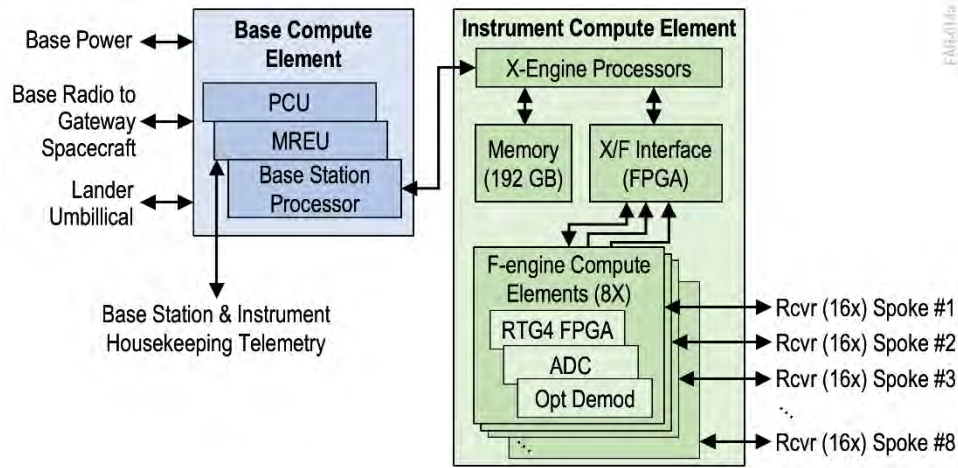 Base Power
Base Radio to
Gateway
Spacecraft
Lander
Umbillical
Base Compute
Element
PCU
MREU
Base Station
Processor
Base Station & Instrument
Housekeeping Telemetry
Instrument Compute Element
X-Engine Processors
Memory
(192 GB)
X/F Interface
(FPGA)
F-engine Compute
Elements (8X)
RTG4 FPGA
ADC
Opt Demod
...
Rcvr (16x) Spoke #1
Rcvr (16x) Spoke #2
Rcvr (16x) Spoke #3
...
Rcvr (16x) Spoke #8